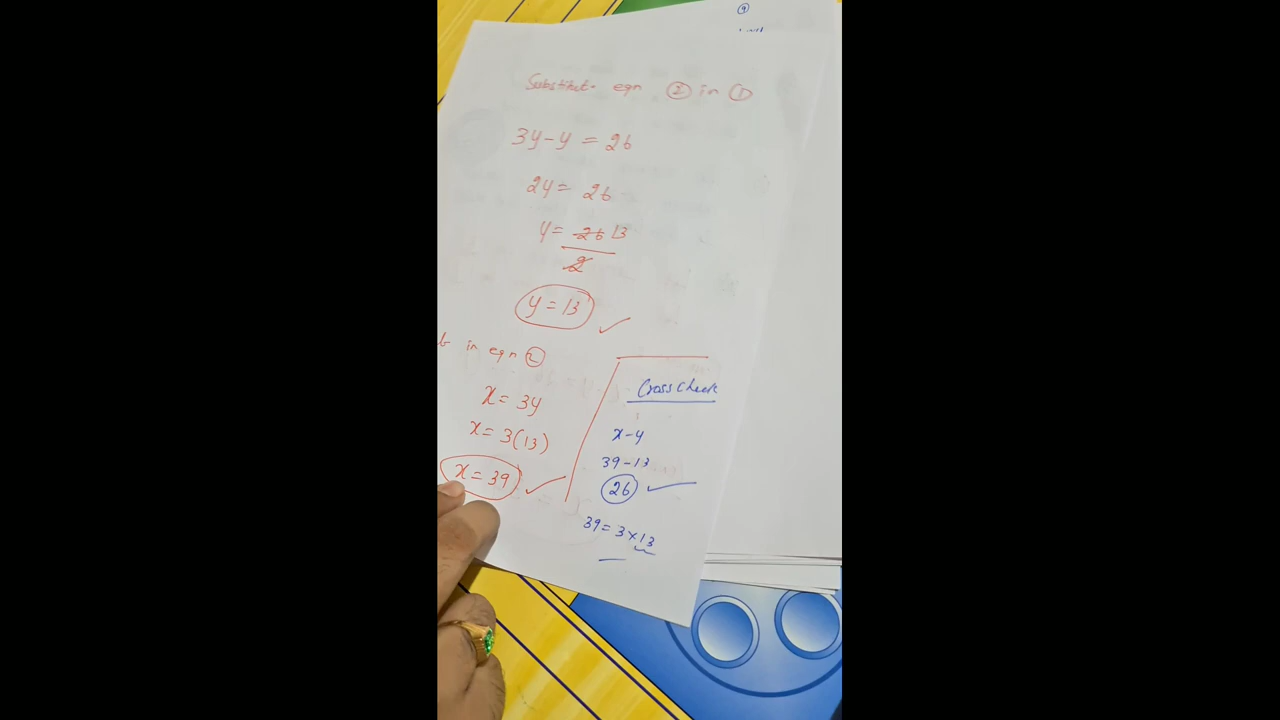 ④
Substitute eqn ② in ①
3y-y = 26
2y = 26
y = 26 13
2
y = 13 ✓
in eqn ②
x = 3y
x = 3(13)
x = 39 ✓
Cross Check
x-y
39-13
26 ✓
39 = 3×13